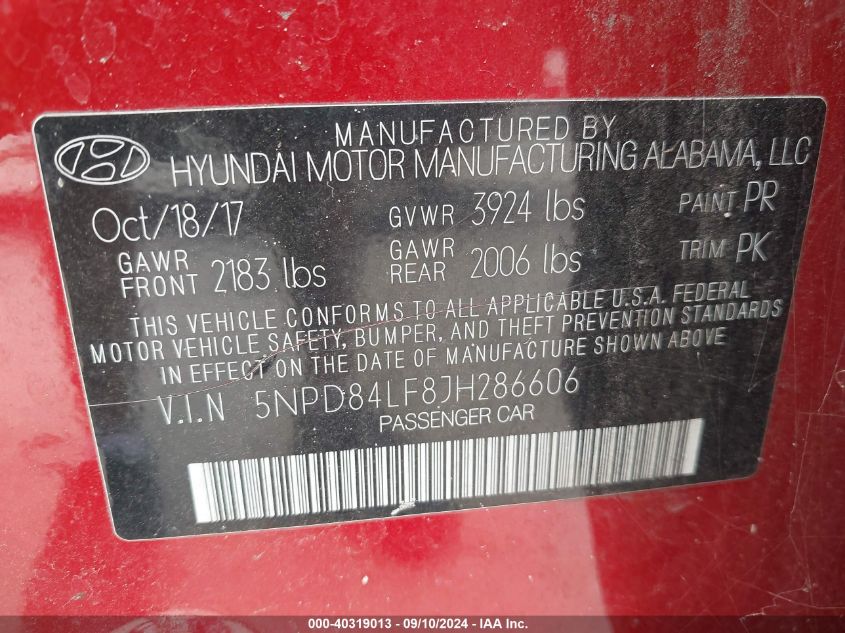 MANUFACTURED BY
HYUNDAI MOTOR MANUFACTURING ALABAMA, LLC
Oct/18/17 GVWR 3924 lbs PAINT PR
GAWR FRONT 2183 lbs GAWR REAR 2006 lbs TRIM PK
THIS VEHICLE CONFORMS TO ALL APPLICABLE U.S.A. FEDERAL
MOTOR VEHICLE SAFETY, BUMPER, AND THEFT PREVENTION STANDARDS
IN EFFECT ON THE DATE OF MANUFACTURE SHOWN ABOVE
V.I.N 5NPD84LF8JH286606
PASSENGER CAR
000-40319013 - 09/10/2024 - IAA Inc.